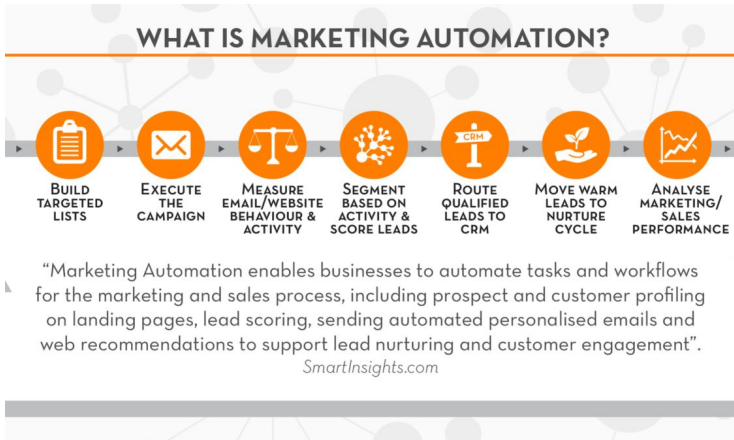 WHAT IS MARKETING AUTOMATION?
CRM
BUILD
TARGETED
LISTS
EXECUTE
THE
CAMPAIGN
MEASURE
EMAIL/WEBSITE
BEHAVIOUR &
ACTIVITY
SEGMENT
BASED ON
ACTIVITY &
SCORE LEADS
ROUTE
QUALIFIED
LEADS TO
CRM
MOVE WARM
LEADS TO
NURTURE
CYCLE
ANALYSE
MARKETING/
SALES
PERFORMANCE
“Marketing Automation enables businesses to automate tasks and workflows
for the marketing and sales process, including prospect and customer profiling
on landing pages, lead scoring, sending automated personalised emails and
web recommendations to support lead nurturing and customer engagement”.
SmartInsights.com